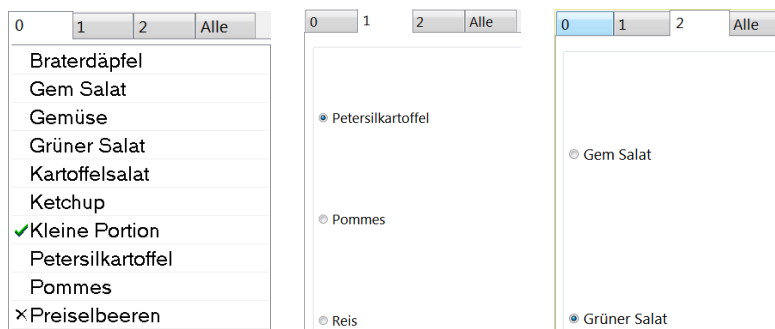 0 1 2 Alle
Braterdäpfel
Gem Salat
Gemüse
Grüner Salat
Kartoffelsalat
Ketchup
Kleine Portion
Petersilkartoffel
Pommes
Preiselbeeren
0 1 2 Alle
Petersilkartoffel
Pommes
Reis
0 1 2 Alle
Gem Salat
Grüner Salat